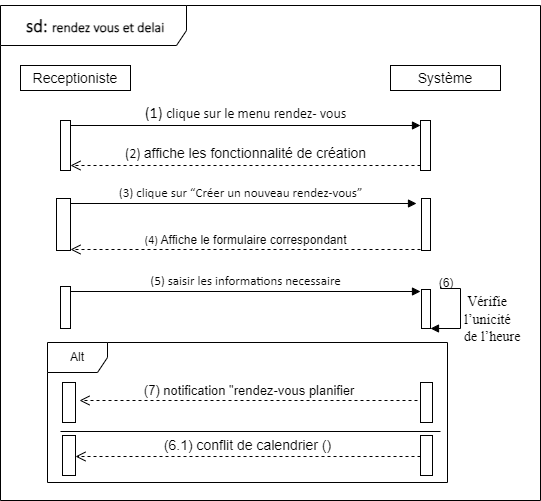 sd: rendez vous et delai
Receptioniste
Système
(1) clique sur le menu rendez- vous
(2) affiche les fonctionnalité de création
(3) clique sur “Créer un nouveau rendez-vous”
(4) Affiche le formulaire correspondant
(5) saisir les informations necessaire
(6)
Vérifie
l’unicité
de l’heure
Alt
(7) notification "rendez-vous planifier
(6.1) conflit de calendrier ()